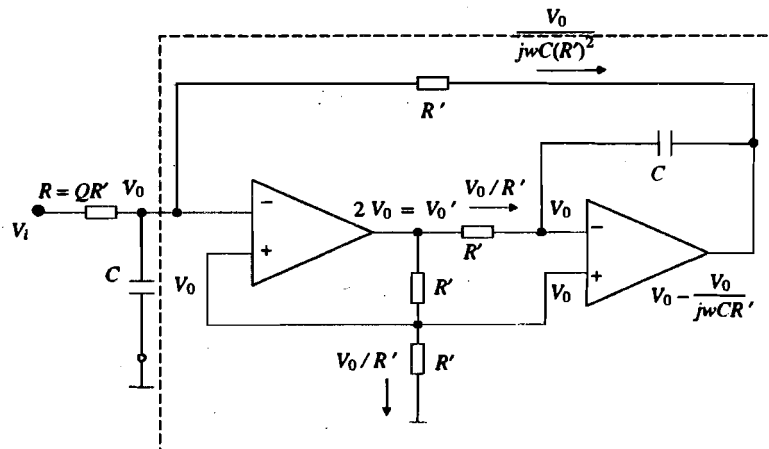 V₀
jwC(R′)²
R′
C
R = QR′
V₀
Vᵢ
2 V₀ = V₀′
V₀ / R′
V₀
−
−
R′
+
+
C
V₀
R′
V₀
V₀ − V₀
jwCR′
V₀ / R′
R′